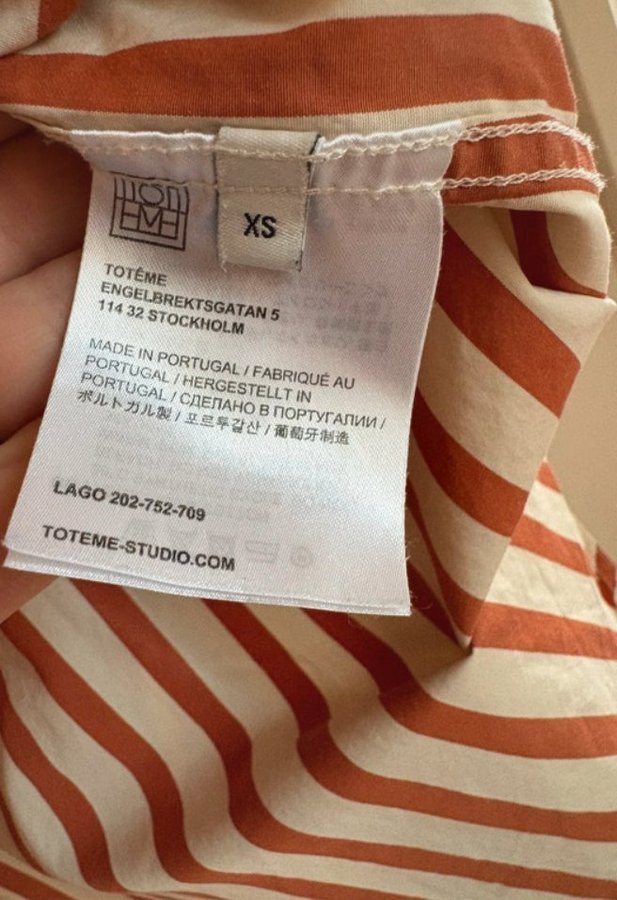 XS
TOTÊME
ENGELBREKTSGATAN 5
114 32 STOCKHOLM
MADE IN PORTUGAL / FABRIQUÉ AU
PORTUGAL / HERGESTELLT IN
PORTUGAL / СДЕЛАНО В ПОРТУГАЛИИ /
ポルトガル製 / 포르투갈산 / 葡萄牙制造
LAGO 202-752-709
TOTEME-STUDIO.COM